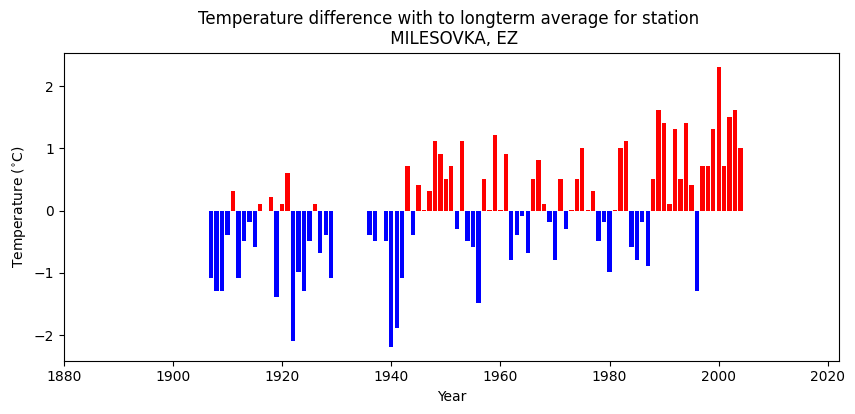 Temperature difference with to longterm average for station
MILESOVKA, EZ
Temperature (°C)
2
1
0
−1
−2
1880 1900 1920 1940 1960 1980 2000 2020
Year